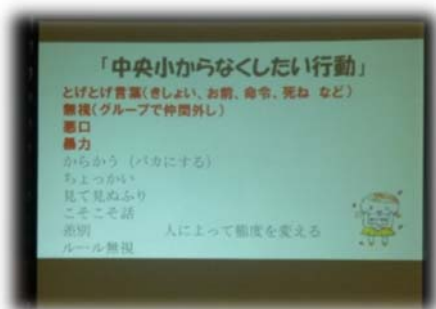 「中央小からなくしたい行動」
とげとげ言葉(きしょい、お前、命令、死ね など)
無視(グループで仲間外し)
悪口
暴力
からかう(バカにする)
ちょっかい
見て見ぬふり
こそこそ話
差別 人によって態度を変える
ルール無視